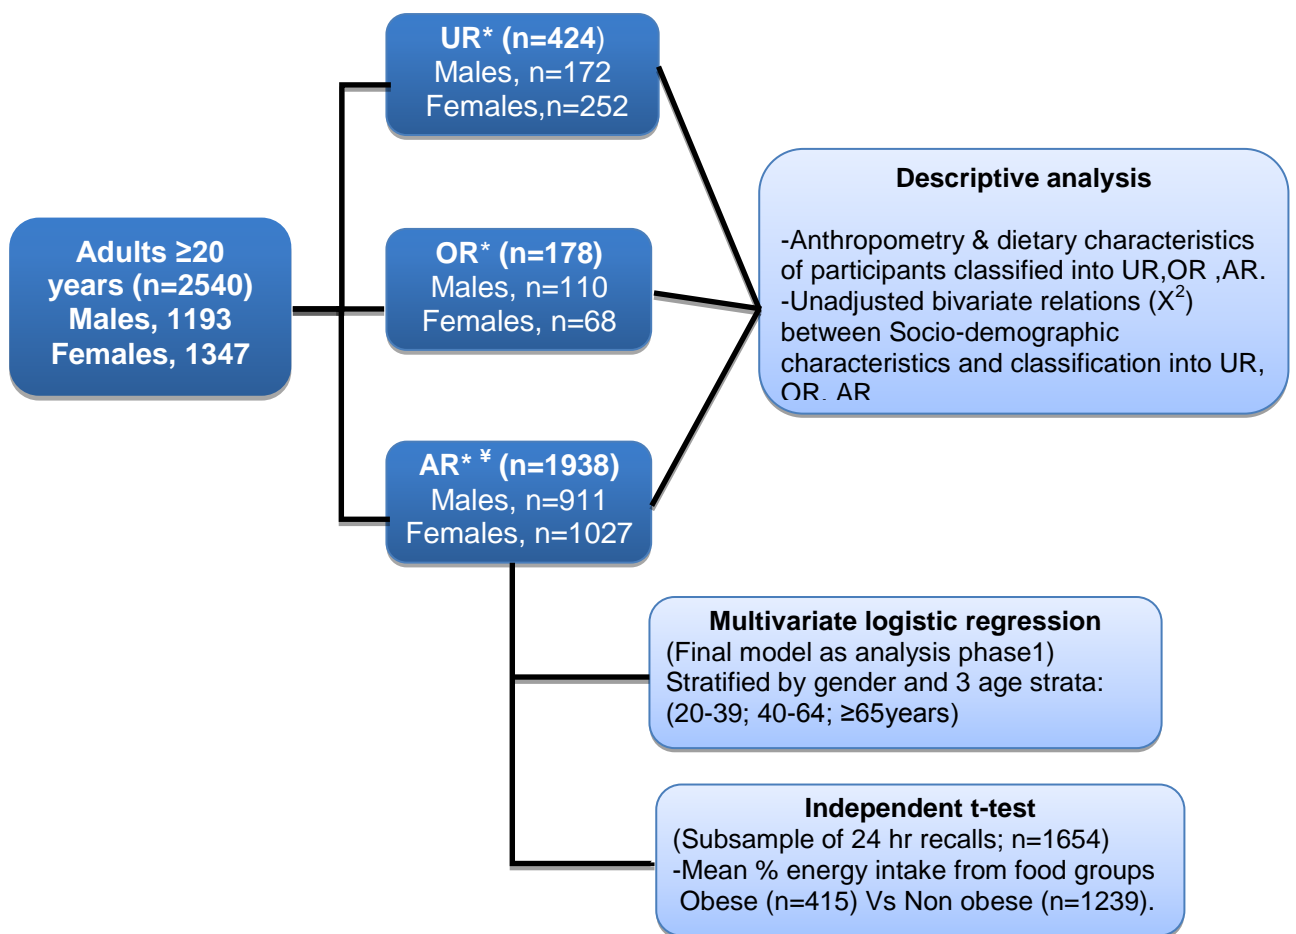 UR* (n=424)
Males, n=172
Females,n=252
Adults ≥20
years (n=2540)
Males, 1193
Females, 1347
OR* (n=178)
Males, n=110
Females, n=68
AR* ¥ (n=1938)
Males, n=911
Females, n=1027
Descriptive analysis
-Anthropometry & dietary characteristics
of participants classified into UR,OR ,AR.
-Unadjusted bivariate relations (X²)
between Socio-demographic
characteristics and classification into UR,
OR, AR
Multivariate logistic regression
(Final model as analysis phase1)
Stratified by gender and 3 age strata:
(20-39; 40-64; ≥65years)
Independent t-test
(Subsample of 24 hr recalls; n=1654)
-Mean % energy intake from food groups
Obese (n=415) Vs Non obese (n=1239).